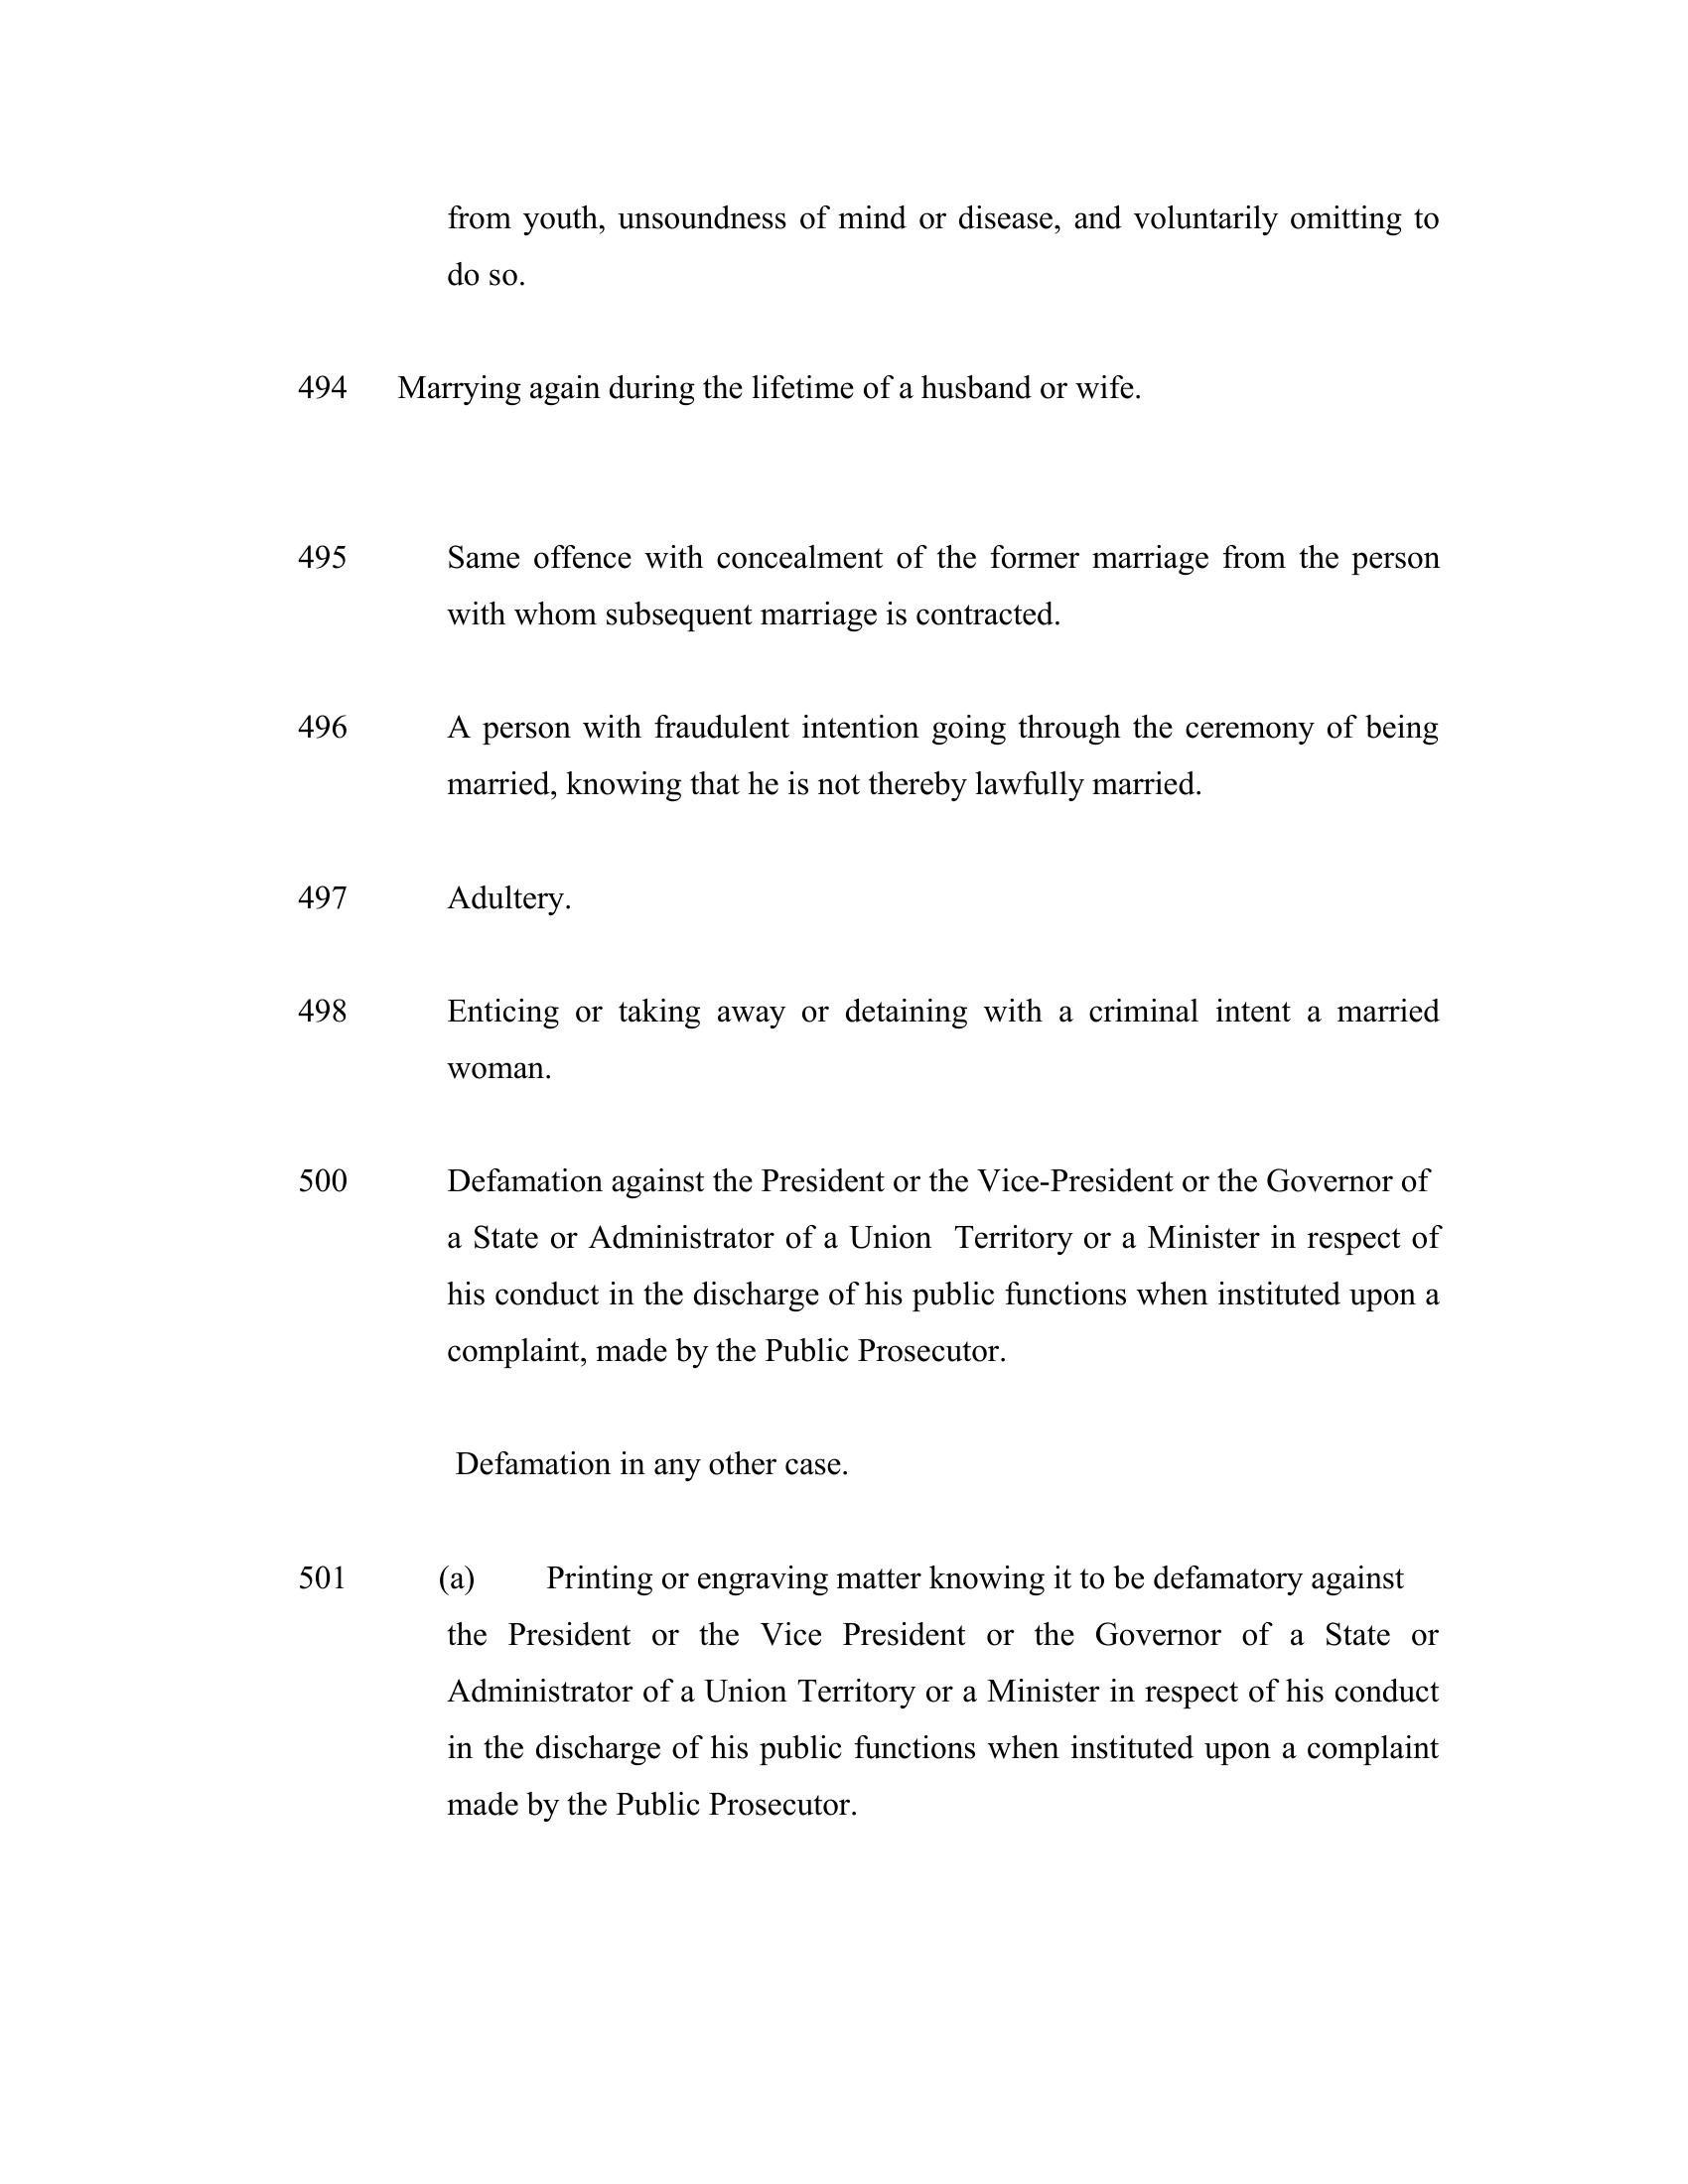 from youth, unsoundness of mind or disease, and voluntarily omitting to
do so.
494 Marrying again during the lifetime of a husband or wife.
495 Same offence with concealment of the former marriage from the person
with whom subsequent marriage is contracted.
496 A person with fraudulent intention going through the ceremony of being
married, knowing that he is not thereby lawfully married.
497 Adultery.
498 Enticing or taking away or detaining with a criminal intent a married
woman.
500 Defamation against the President or the Vice-President or the Governor of
a State or Administrator of a Union Territory or a Minister in respect of
his conduct in the discharge of his public functions when instituted upon a
complaint, made by the Public Prosecutor.
Defamation in any other case.
501 (a) Printing or engraving matter knowing it to be defamatory against
the President or the Vice President or the Governor of a State or
Administrator of a Union Territory or a Minister in respect of his conduct
in the discharge of his public functions when instituted upon a complaint
made by the Public Prosecutor.